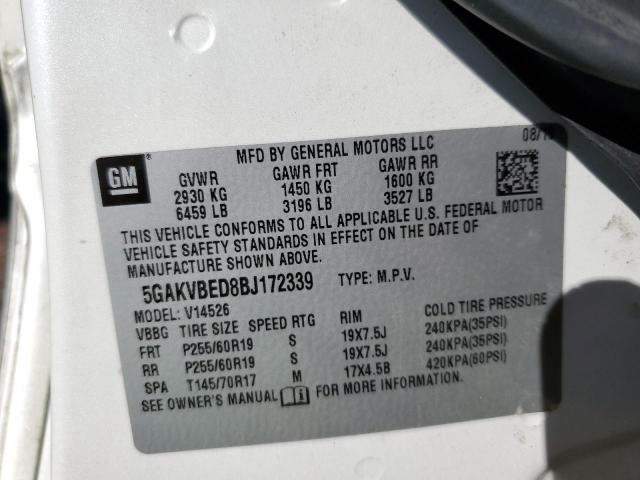 GM
MFD BY GENERAL MOTORS LLC
GVWR GAWR FRT GAWR RR
2930 KG 1450 KG 1600 KG
6459 LB 3196 LB 3527 LB
THIS VEHICLE CONFORMS TO ALL APPLICABLE U.S. FEDERAL MOTOR
VEHICLE SAFETY STANDARDS IN EFFECT ON THE DATE OF
MANUFACTURE SHOWN ABOVE.
5GAKVBED8BJ172339 TYPE: M.P.V.
MODEL: V14526
VBBG TIRE SIZE SPEED RTG RIM COLD TIRE PRESSURE
FRT P255/60R19 S 19X7.5J 240KPA(35PSI)
RR P255/60R19 S 19X7.5J 240KPA(35PSI)
SPA T145/70R17 M 17X4.5B 420KPA(60PSI)
SEE OWNER'S MANUAL FOR MORE INFORMATION.